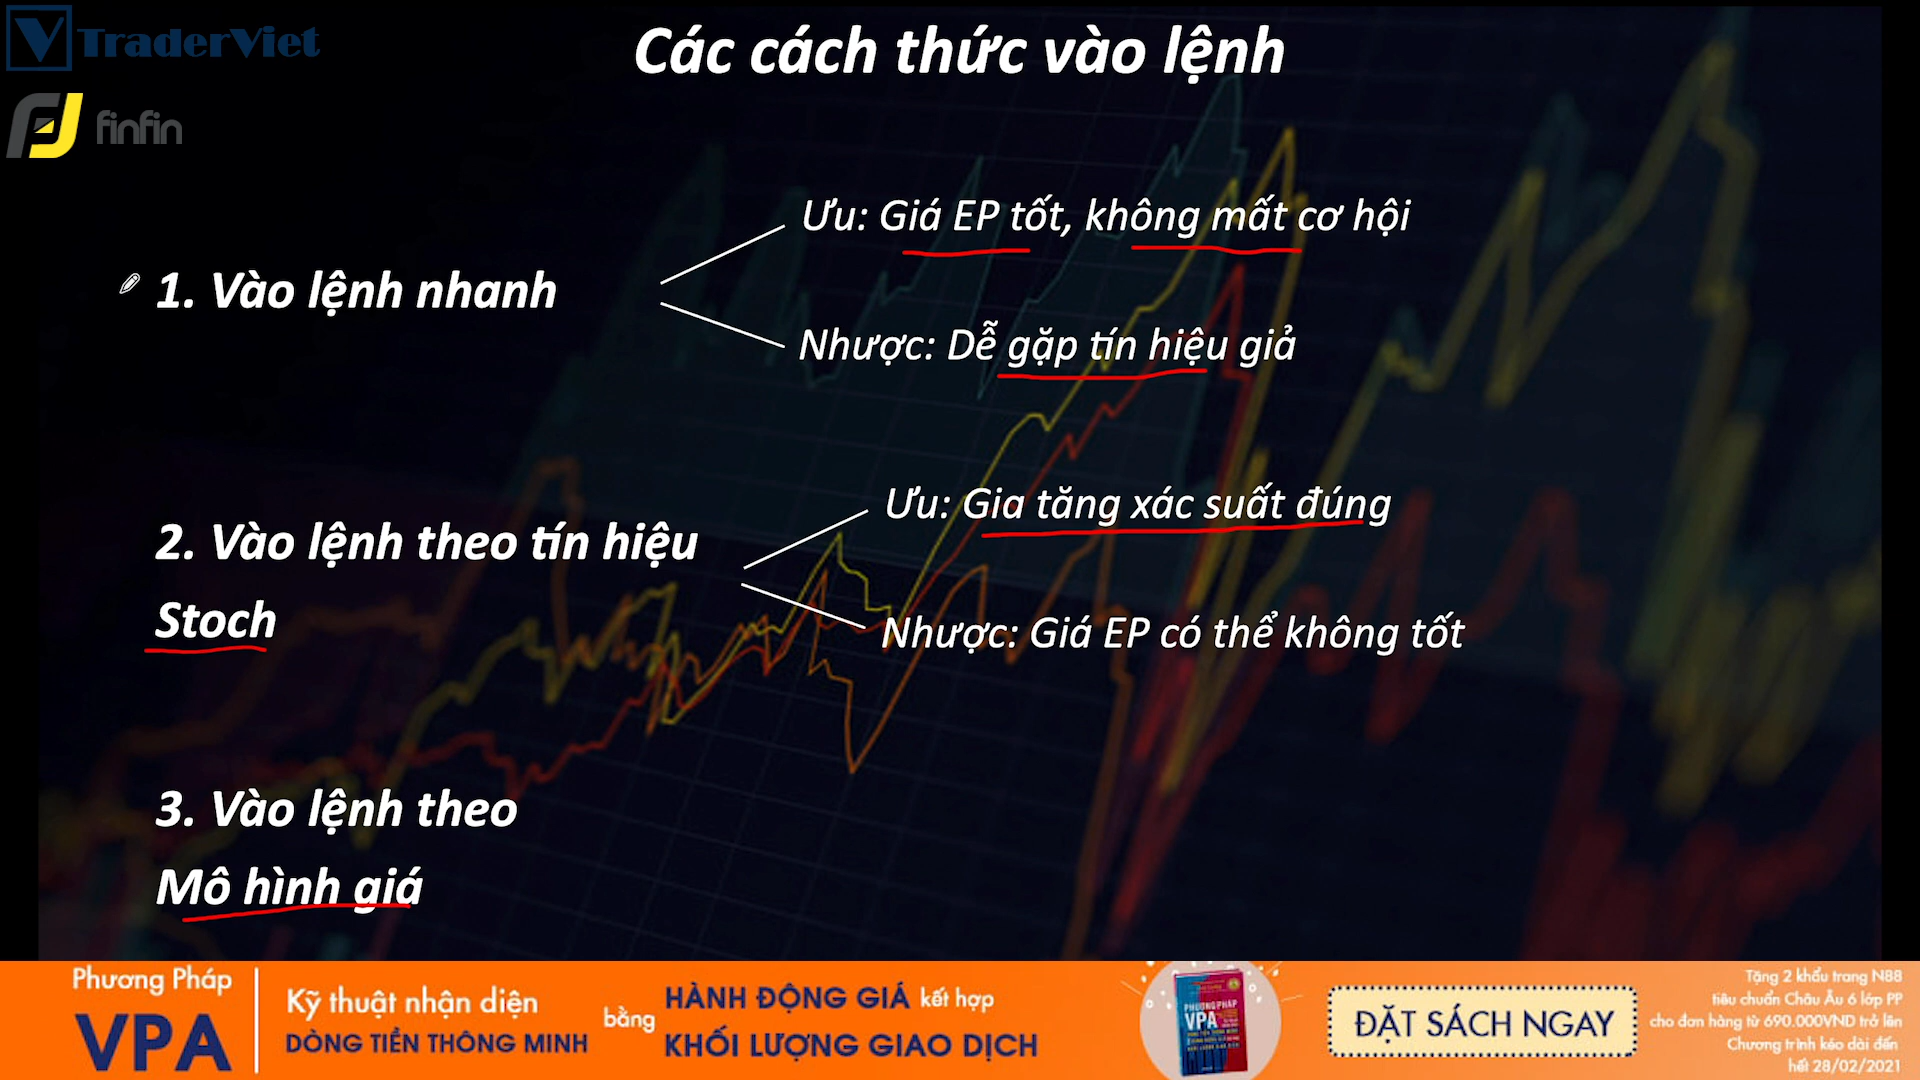 TraderViet
finfin
Các cách thức vào lệnh
1. Vào lệnh nhanh
Ưu: Giá EP tốt, không mất cơ hội
Nhược: Dễ gặp tín hiệu giả
2. Vào lệnh theo tín hiệu
Stoch
Ưu: Gia tăng xác suất đúng
Nhược: Giá EP có thể không tốt
3. Vào lệnh theo
Mô hình giá
Phương Pháp
VPA
Kỹ thuật nhận diện
DÒNG TIỀN THÔNG MINH
bằng
HÀNH ĐỘNG GIÁ kết hợp
KHỐI LƯỢNG GIAO DỊCH
PHƯƠNG PHÁP
VPA
ĐẶT SÁCH NGAY
Tặng 2 khẩu trang N88
tiêu chuẩn Châu Âu 6 lớp PP
cho đơn hàng từ 690.000VND trở lên
Chương trình kéo dài đến
hết 28/02/2021